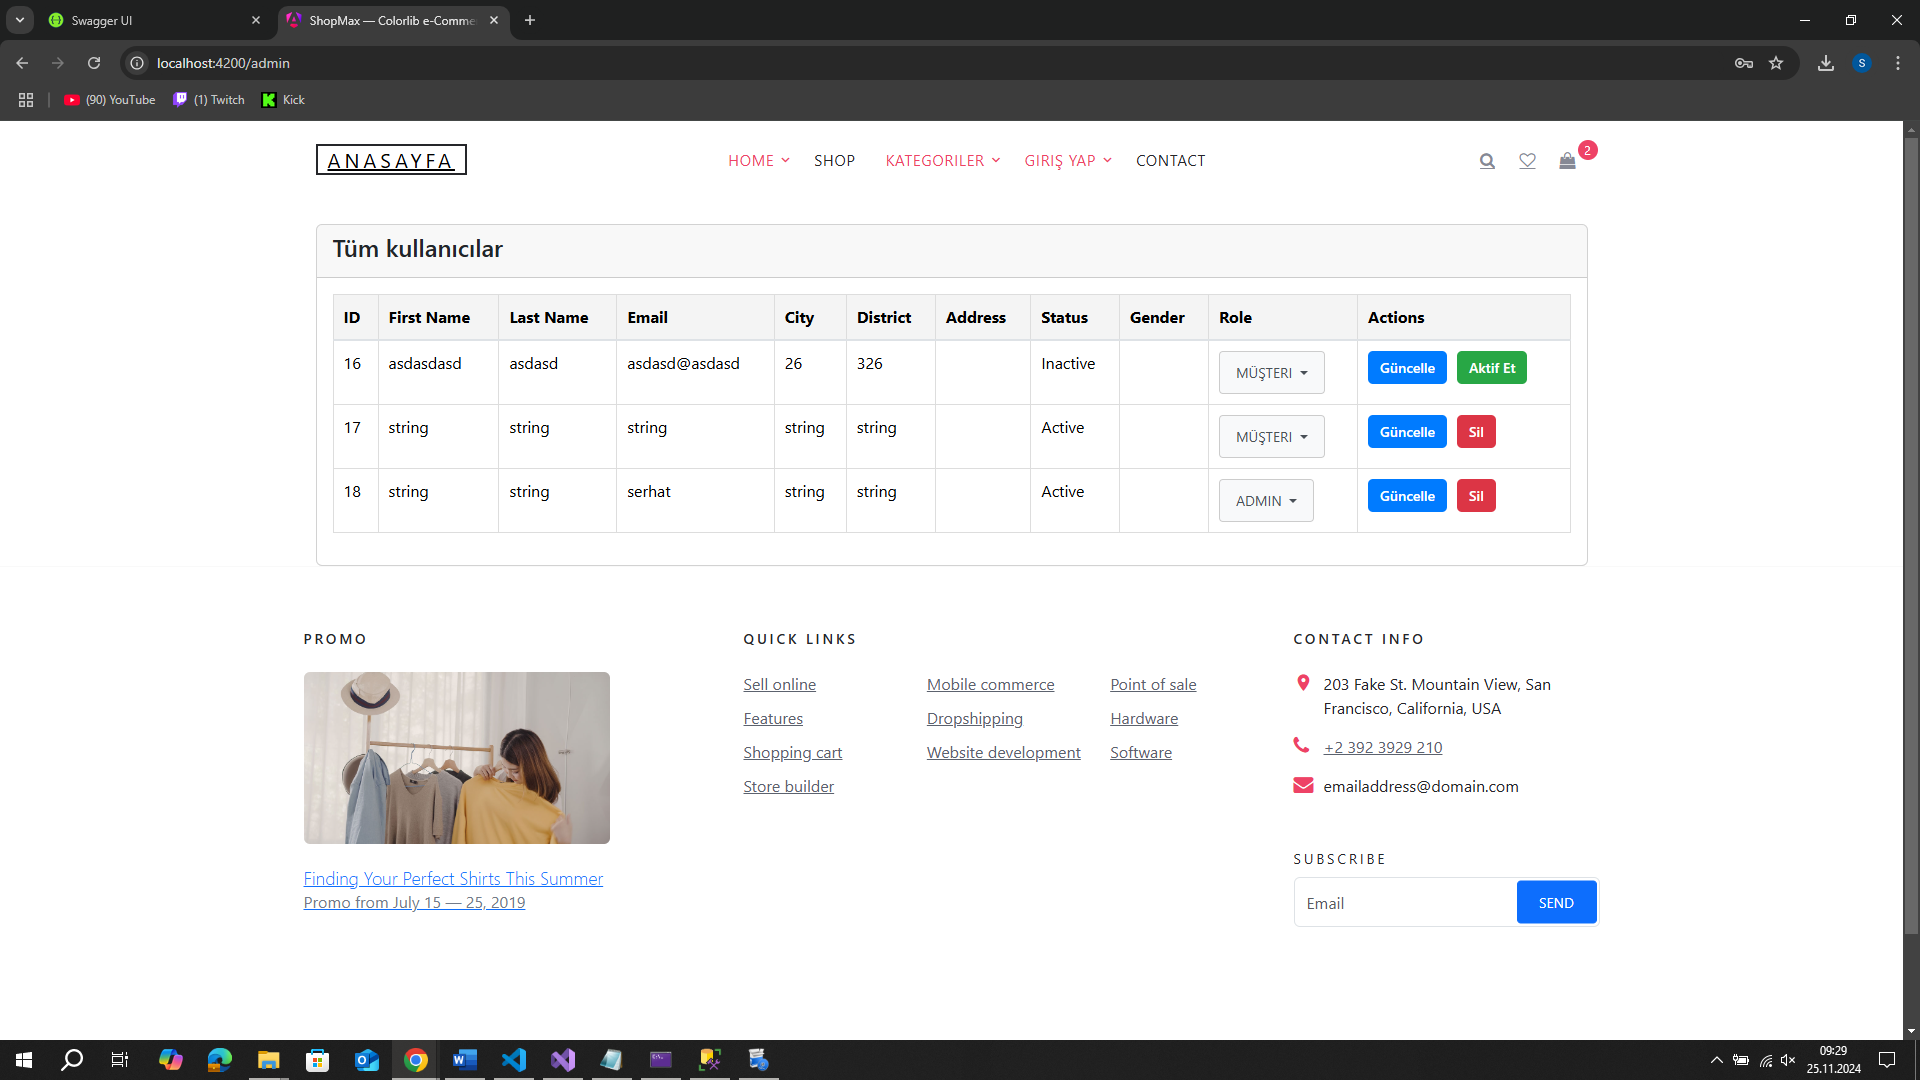 Swagger UI
ShopMax — Colorlib e-Comme
localhost:4200/admin
S
(90) YouTube
(1) Twitch
Kick
ANASAYFA
HOME SHOP KATEGORILER GIRIŞ YAP CONTACT
2
Tüm kullanıcılar
ID First Name Last Name Email City District Address Status Gender Role Actions
16 asdasdasd asdasd asdasd@asdasd 26 326 Inactive MÜŞTERI Güncelle Aktif Et
17 string string string string string Active MÜŞTERI Güncelle Sil
18 string string serhat string string Active ADMIN Güncelle Sil
PROMO
Finding Your Perfect Shirts This Summer
Promo from July 15 — 25, 2019
QUICK LINKS
Sell online Mobile commerce Point of sale
Features Dropshipping Hardware
Shopping cart Website development Software
Store builder
CONTACT INFO
203 Fake St. Mountain View, San
Francisco, California, USA
+2 392 3929 210
emailaddress@domain.com
SUBSCRIBE
Email SEND
09:29
25.11.2024